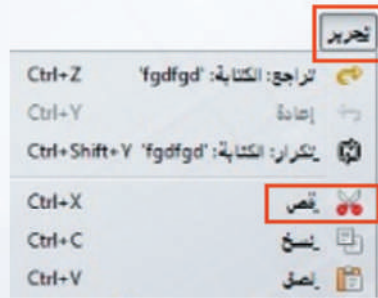 تحرير
تراجع: الكتابة: 'fgdfgd' Ctrl+Z
إعادة Ctrl+Y
تكرار: الكتابة: 'fgdfgd' Ctrl+Shift+Y
قص Ctrl+X
نسخ Ctrl+C
لصق Ctrl+V